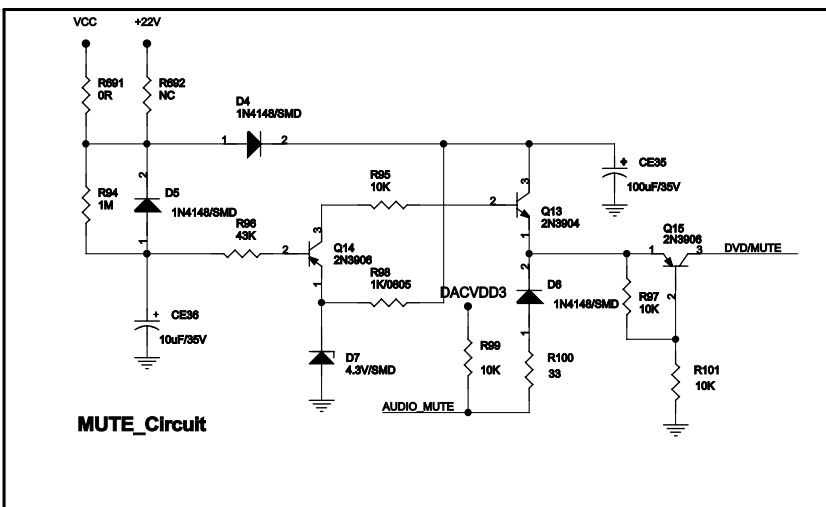 VCC
+22V
R691
0R
R692
NC
D4
1N4148/SMD
1
2
R94
1M
2
D5
1N4148/SMD
1
R96
43K
R95
10K
2
3
Q13
2N3904
1
+
CE35
100uF/35V
2
3
Q14
2N3906
1
R98
1K/0805
DACVDD3
2
D6
1N4148/SMD
1
Q15
2N3906
1
3
DVD/MUTE
2
R97
10K
+
CE36
10uF/35V
D7
4.3V/SMD
R99
10K
R100
33
R101
10K
AUDIO_MUTE
MUTE_Circuit